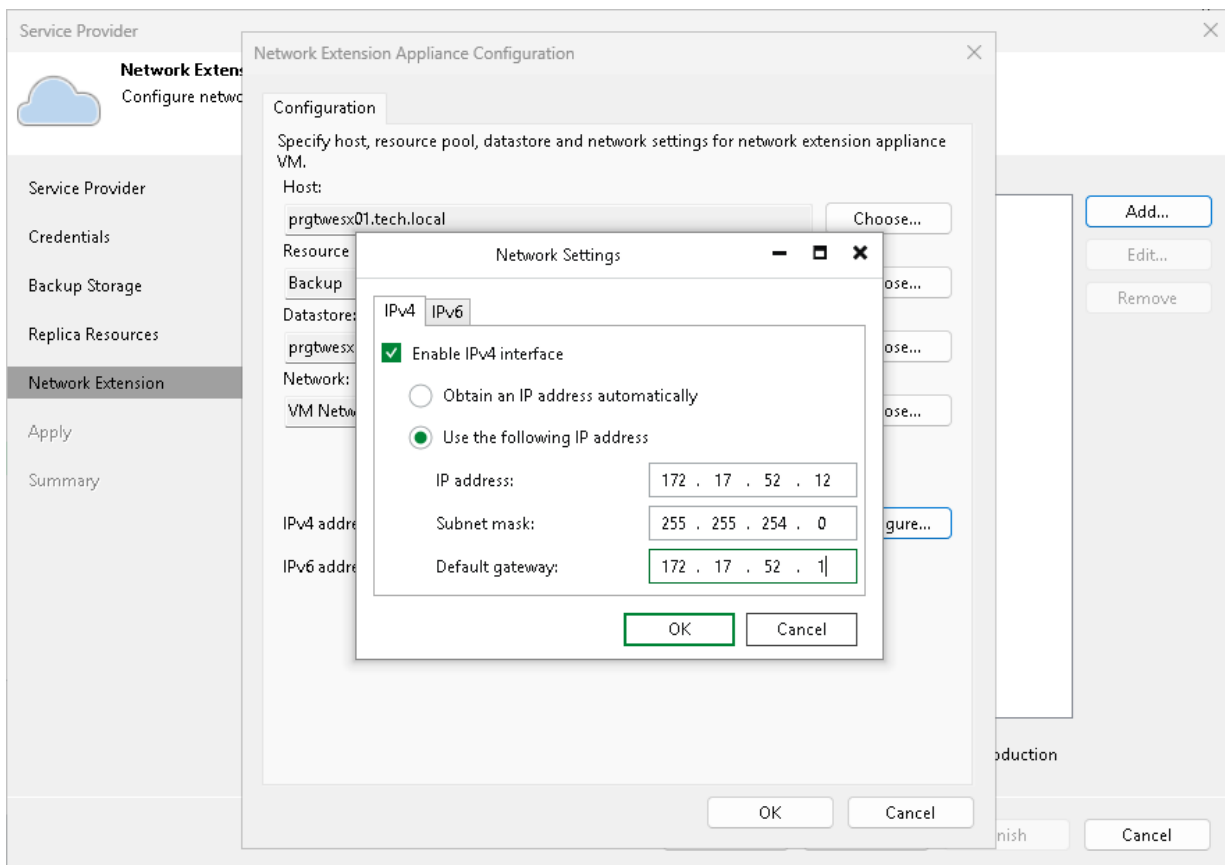 Service Provider
Network Extens
Configure netwo
Service Provider
Credentials
Backup Storage
Replica Resources
Network Extension
Apply
Summary
Network Extension Appliance Configuration
Configuration
Specify host, resource pool, datastore and network settings for network extension appliance
VM.
Host:
prgtwesx01.tech.local
Choose...
Resource
Backup
ose...
Datastore:
prgtwesx
ose...
Network:
VM Netw
ose...
IPv4 addre
gure...
IPv6 addre
Network Settings
IPv4
IPv6
Enable IPv4 interface
Obtain an IP address automatically
Use the following IP address
IP address:
172 . 17 . 52 . 12
Subnet mask:
255 . 255 . 254 . 0
Default gateway:
172 . 17 . 52 . 1
OK
Cancel
OK
Cancel
Add...
Edit...
Remove
oduction
nish
Cancel